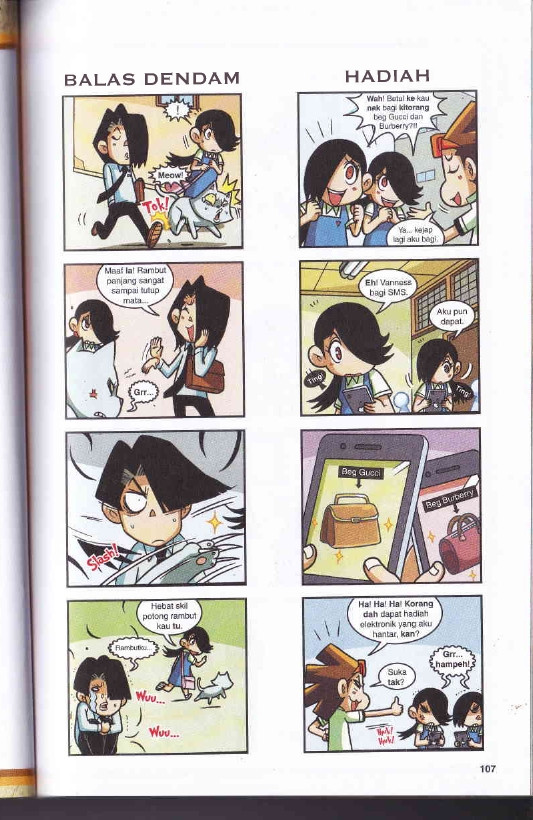 BALAS DENDAM
!
Meow!
Tok!
Maaf la! Rambut
panjang sangat
sampai tutup
mata...
Grr...
Slash!
Hebat skil
potong rambut
kau tu.
Rambutku...
Wuu...
Wuu...
HADIAH
Wah! Betul ke kau
nak bagi kitorang
beg Gucci dan
Burberry?!!
Ya... kejap
lagi aku bagi.
Eh! Vanness
bagi SMS.
Aku pun
dapat.
Ting!
Ting!
Beg Gucci
Beg Burberry
Ha! Ha! Ha! Korang
dah dapat hadiah
elektronik yang aku
hantar, kan?
Suka
tak?
Grr...
hampeh!
107